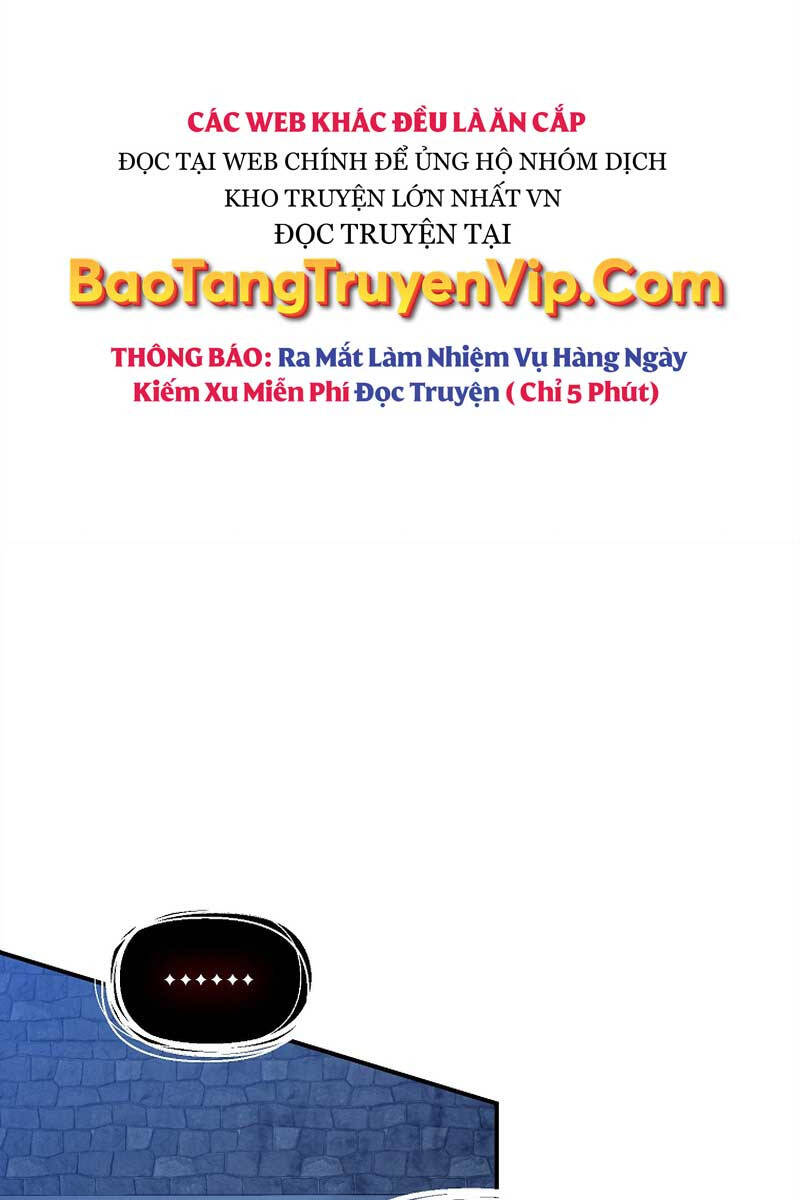 CÁC WEB KHÁC ĐỀU LÀ ĂN CẮP
ĐỌC TẠI WEB CHÍNH ĐỂ ỦNG HỘ NHÓM DỊCH
KHO TRUYỆN LỚN NHẤT VN
ĐỌC TRUYỆN TẠI
BaoTangTruyenVip.Com
THÔNG BÁO: Ra Mắt Làm Nhiệm Vụ Hàng Ngày
Kiếm Xu Miễn Phí Đọc Truyện ( Chỉ 5 Phút)
......